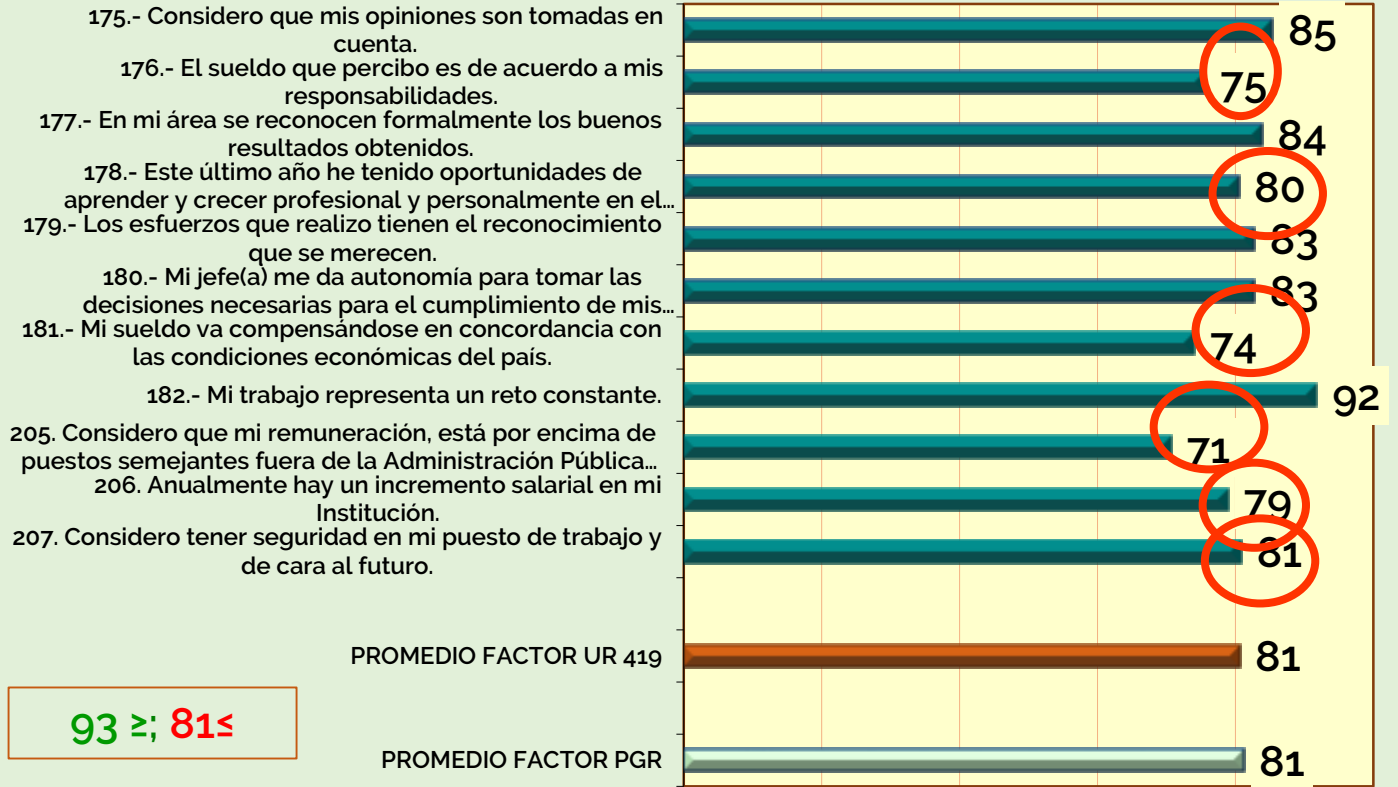 175.- Considero que mis opiniones son tomadas en
cuenta.
85
176.- El sueldo que percibo es de acuerdo a mis
responsabilidades.
75
177.- En mi área se reconocen formalmente los buenos
resultados obtenidos.
84
178.- Este último año he tenido oportunidades de
aprender y crecer profesional y personalmente en el...
80
179.- Los esfuerzos que realizo tienen el reconocimiento
que se merecen.
83
180.- Mi jefe(a) me da autonomía para tomar las
decisiones necesarias para el cumplimiento de mis...
83
181.- Mi sueldo va compensándose en concordancia con
las condiciones económicas del país.
74
182.- Mi trabajo representa un reto constante.
92
205. Considero que mi remuneración, está por encima de
puestos semejantes fuera de la Administración Pública...
71
206. Anualmente hay un incremento salarial en mi
Institución.
79
207. Considero tener seguridad en mi puesto de trabajo y
de cara al futuro.
81
PROMEDIO FACTOR UR 419
81
93 ≥; 81≤
PROMEDIO FACTOR PGR
81